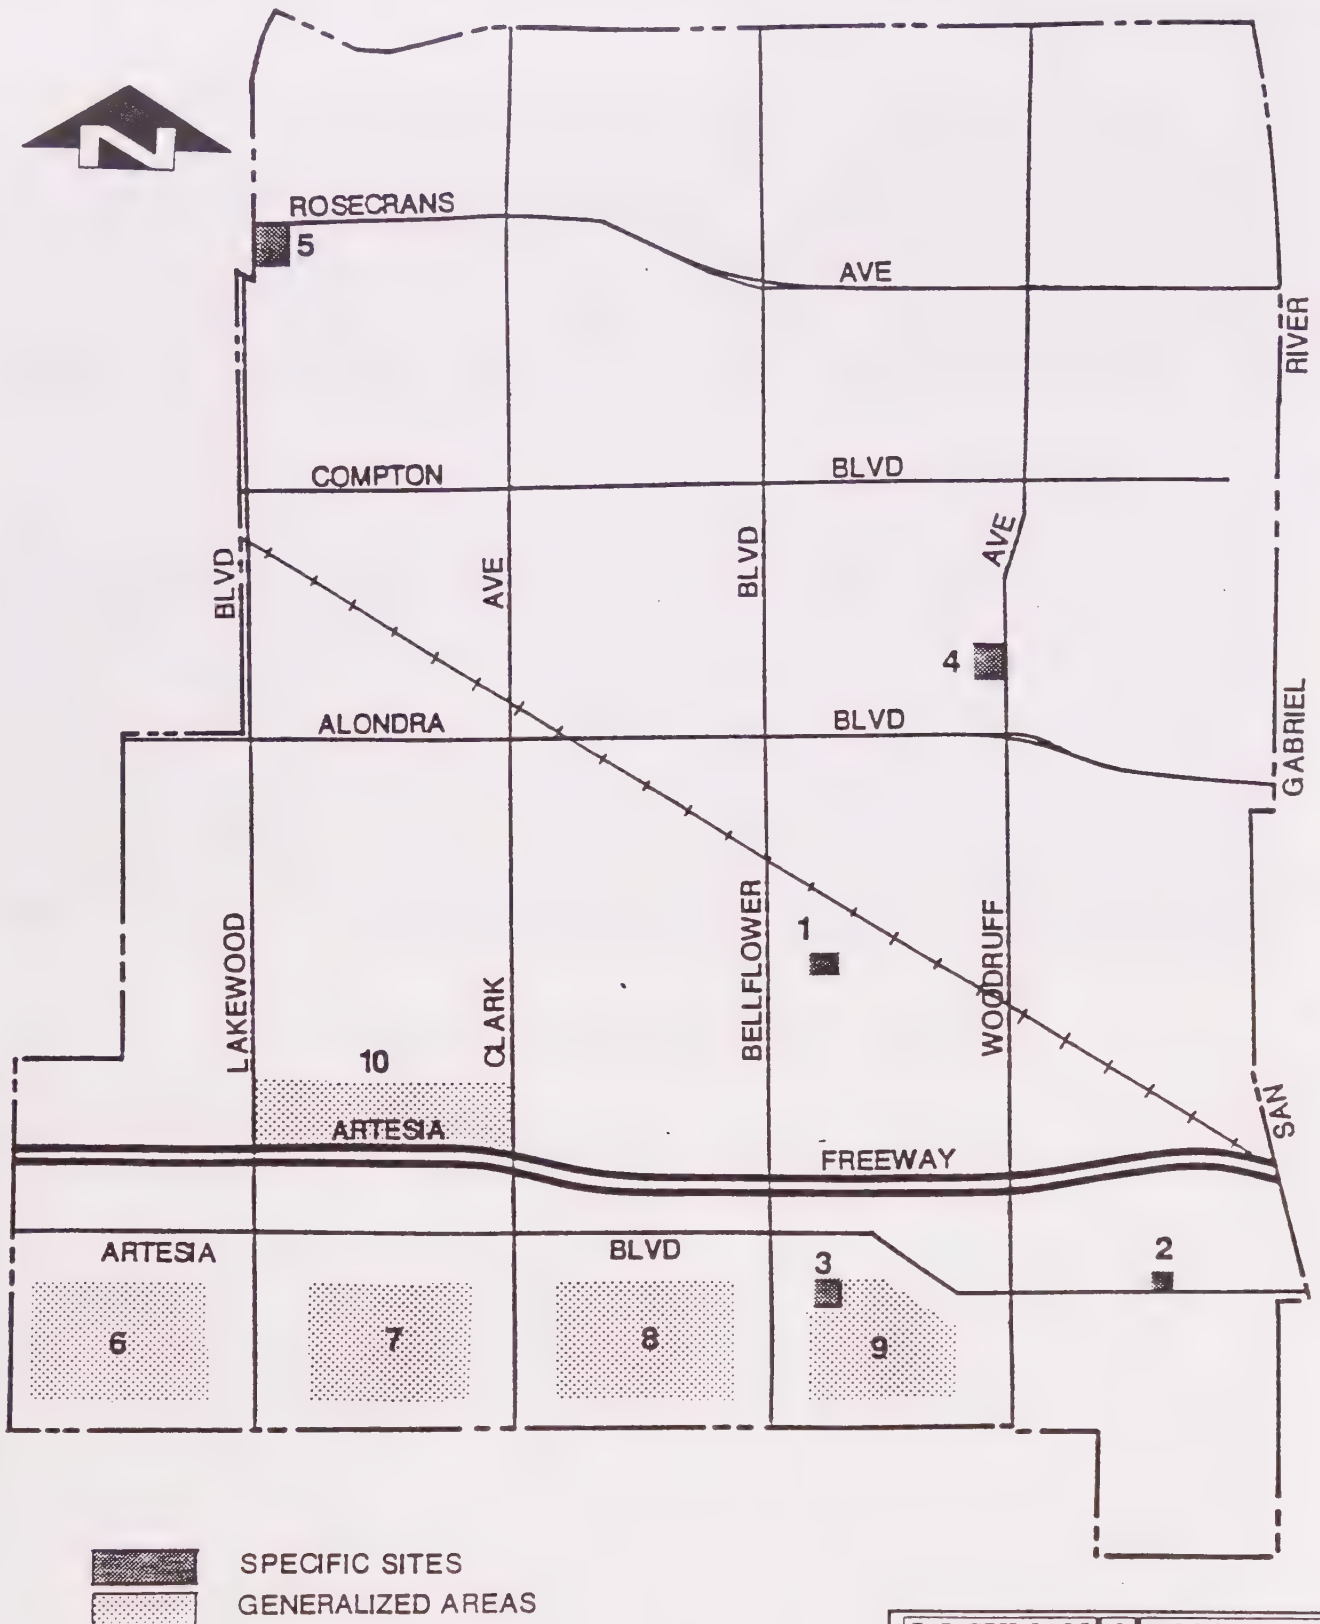 N
ROSECRANS
5
AVE
RIVER
COMPTON
BLVD
BLVD
AVE
BLVD
AVE
4
ALONDRA
BLVD
GABRIEL
1
LAKEWOOD
CLARK
BELLFLOWER
WOODRUFF
10
SAN
ARTESIA
FREEWAY
ARTESIA
BLVD
3
2
6
7
8
9
SPECIFIC SITES
GENERALIZED AREAS